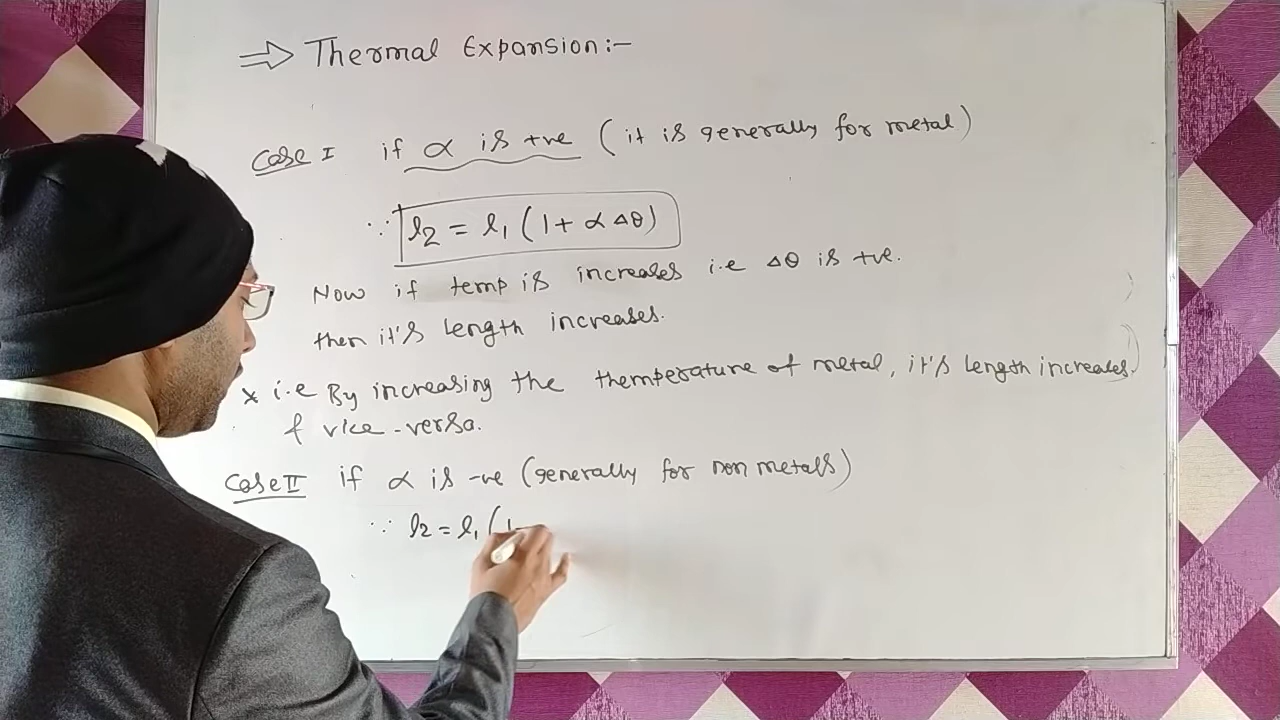 ⇒ Thermal Expansion:-
Case I if α is +ve (it is generally for metal)
∵ l₂ = l₁ (1 + α Δθ)
Now if temp is increases i.e Δθ is +ve.
then it's length increases.
* i.e By increasing the themperature of metal, it's length increases.
& vice-versa.
Case II if α is -ve (generally for non metals)
∵ l₂ = l₁ (1-